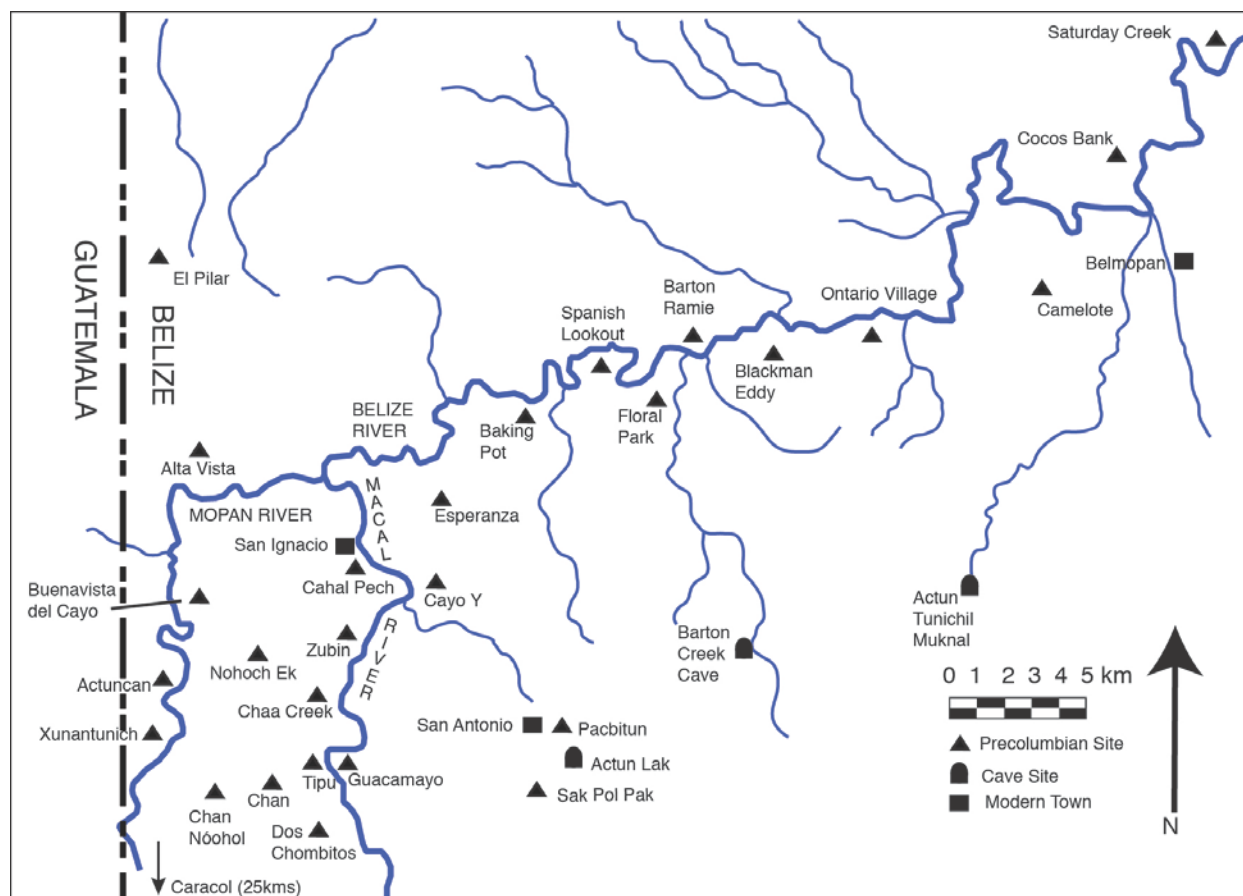 Saturday Creek
Cocos Bank
GUATEMALA
BELIZE
El Pilar
Belmopan
Camelote
Barton
Ramie
Ontario Village
Spanish
Lookout
Blackman
Eddy
Floral
Park
BELIZE
RIVER
Baking
Pot
Alta Vista
MOPAN RIVER
MACAL
RIVER
Esperanza
San Ignacio
Cahal Pech
Cayo Y
Buenavista
del Cayo
Actun
Tunichil
Muknal
Barton
Creek
Cave
Zubin
Nohoch Ek
Actuncan
Chaa Creek
Xunantunich
San Antonio
Pacbitun
Actun Lak
Tipu
Guacamayo
Sak Pol Pak
Chan
Chan
Nóohol
Dos
Chombitos
Caracol (25kms)
0 1 2 3 4 5 km
Precolumbian Site
Cave Site
Modern Town
N